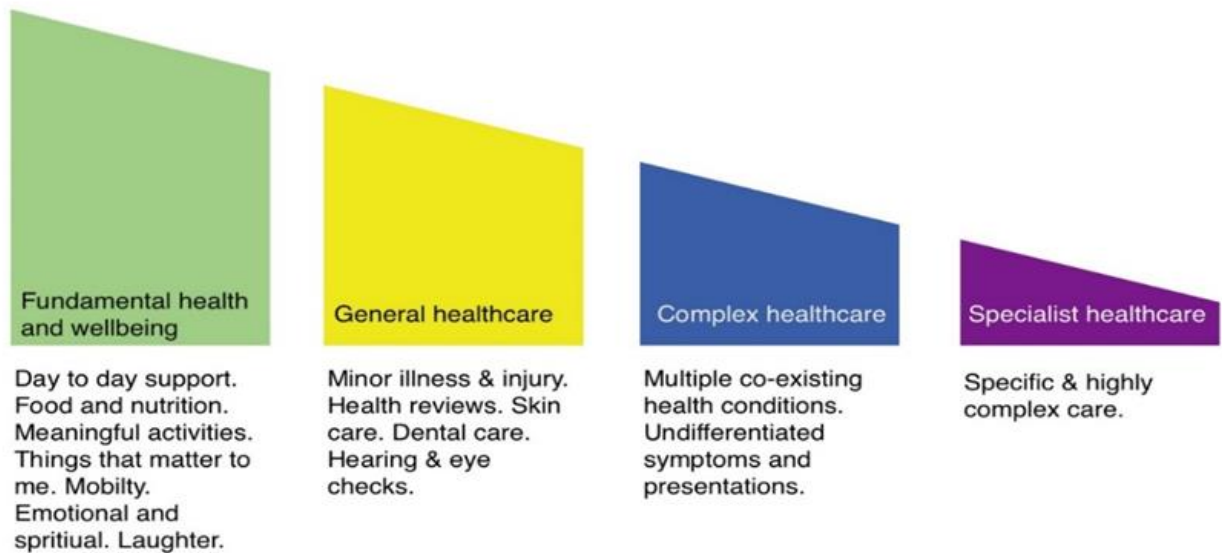 Fundamental health
and wellbeing
General healthcare
Complex healthcare
Specialist healthcare
Day to day support.
Food and nutrition.
Meaningful activities.
Things that matter to
me. Mobilty.
Emotional and
spritiual. Laughter.
Minor illness & injury.
Health reviews. Skin
care. Dental care.
Hearing & eye
checks.
Multiple co-existing
health conditions.
Undifferentiated
symptoms and
presentations.
Specific & highly
complex care.